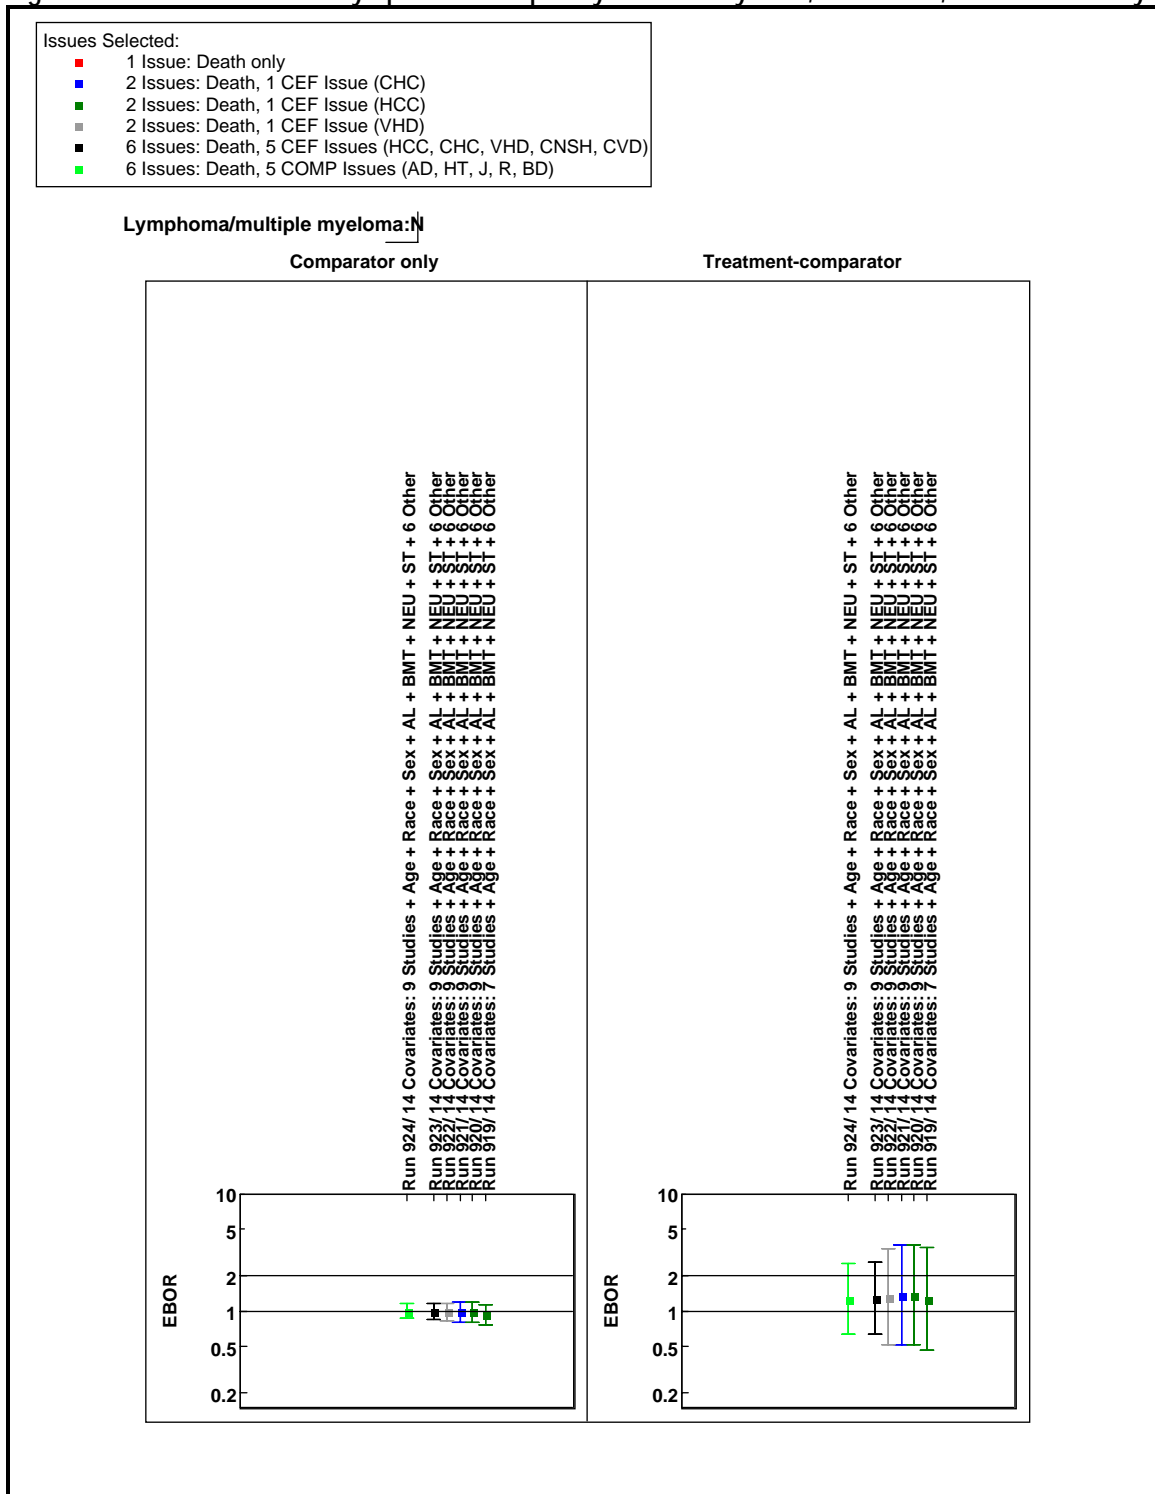 Issues Selected:
1 Issue: Death only
2 Issues: Death, 1 CEF Issue (CHC)
2 Issues: Death, 1 CEF Issue (HCC)
2 Issues: Death, 1 CEF Issue (VHD)
6 Issues: Death, 5 CEF Issues (HCC, CHC, VHD, CNSH, CVD)
6 Issues: Death, 5 COMP Issues (AD, HT, J, R, BD)
Lymphoma/multiple myeloma:N
Comparator only
Run 924/ 14 Covariates: 9 Studies + Age + Race + Sex + AL + BMT + NEU + ST + 6 Other
Run 923/ 14 Covariates: 9 Studies + Age + Race + Sex + AL + BMT + NEU + ST + 6 Other
Run 922/ 14 Covariates: 9 Studies + Age + Race + Sex + AL + BMT + NEU + ST + 6 Other
Run 921/ 14 Covariates: 9 Studies + Age + Race + Sex + AL + BMT + NEU + ST + 6 Other
Run 920/ 14 Covariates: 9 Studies + Age + Race + Sex + AL + BMT + NEU + ST + 6 Other
Run 919/ 14 Covariates: 7 Studies + Age + Race + Sex + AL + BMT + NEU + ST + 6 Other
EBOR
10
5
2
1
0.5
0.2
Treatment-comparator
Run 924/ 14 Covariates: 9 Studies + Age + Race + Sex + AL + BMT + NEU + ST + 6 Other
Run 923/ 14 Covariates: 9 Studies + Age + Race + Sex + AL + BMT + NEU + ST + 6 Other
Run 922/ 14 Covariates: 9 Studies + Age + Race + Sex + AL + BMT + NEU + ST + 6 Other
Run 921/ 14 Covariates: 9 Studies + Age + Race + Sex + AL + BMT + NEU + ST + 6 Other
Run 920/ 14 Covariates: 9 Studies + Age + Race + Sex + AL + BMT + NEU + ST + 6 Other
Run 919/ 14 Covariates: 7 Studies + Age + Race + Sex + AL + BMT + NEU + ST + 6 Other
EBOR
10
5
2
1
0.5
0.2